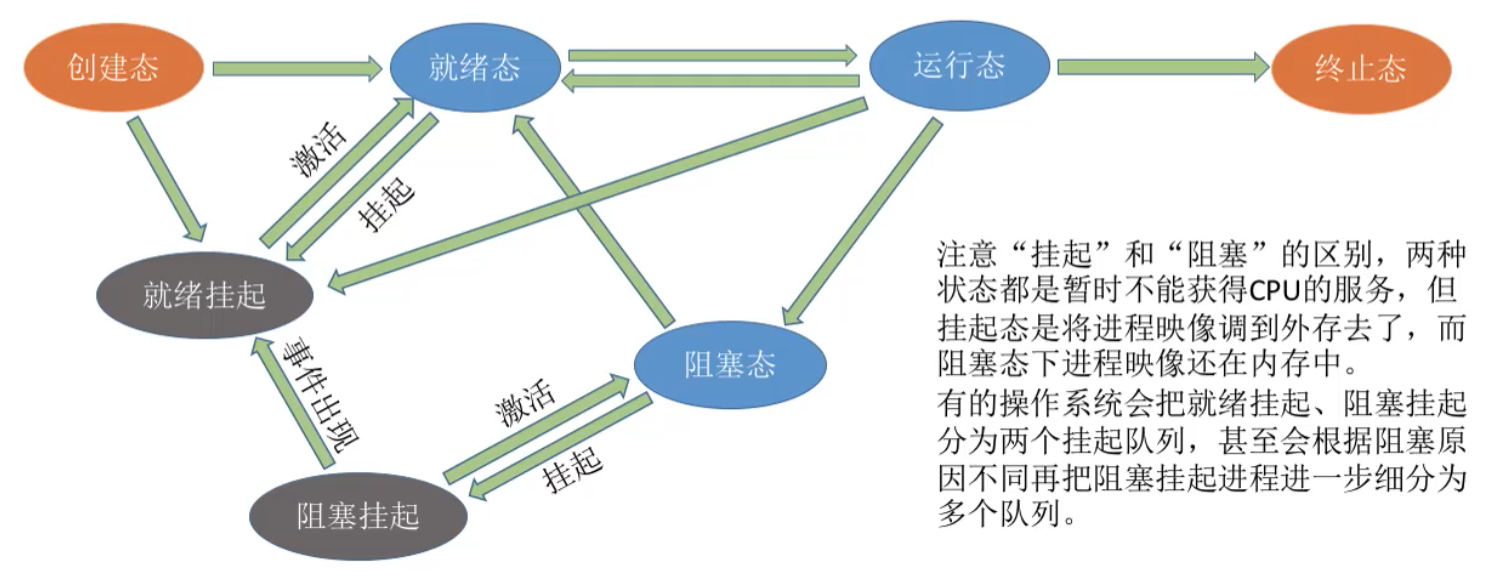 创建态
就绪态
运行态
终止态
激活
挂起
就绪挂起
事件出现
阻塞态
激活
挂起
阻塞挂起
注意“挂起”和“阻塞”的区别，两种
状态都是暂时不能获得CPU的服务，但
挂起态是将进程映像调到外存去了，而
阻塞态下进程映像还在内存中。
有的操作系统会把就绪挂起、阻塞挂起
分为两个挂起队列，甚至会根据阻塞原
因不同再把阻塞挂起进程进一步细分为
多个队列。